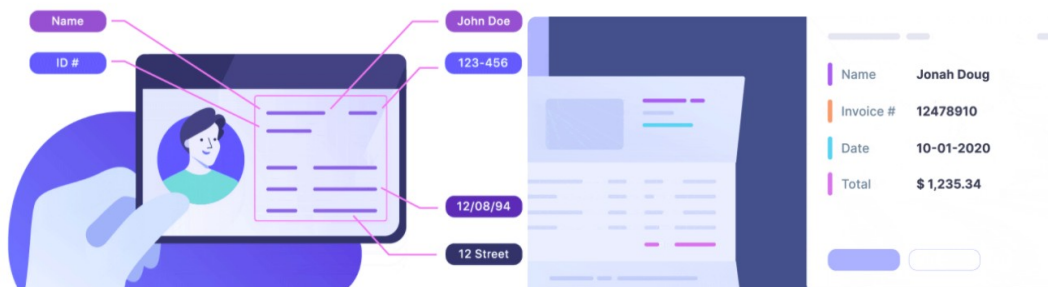 Name
John Doe
ID #
123-456
12/08/94
12 Street
Name Jonah Doug
Invoice # 12478910
Date 10-01-2020
Total $ 1,235.34